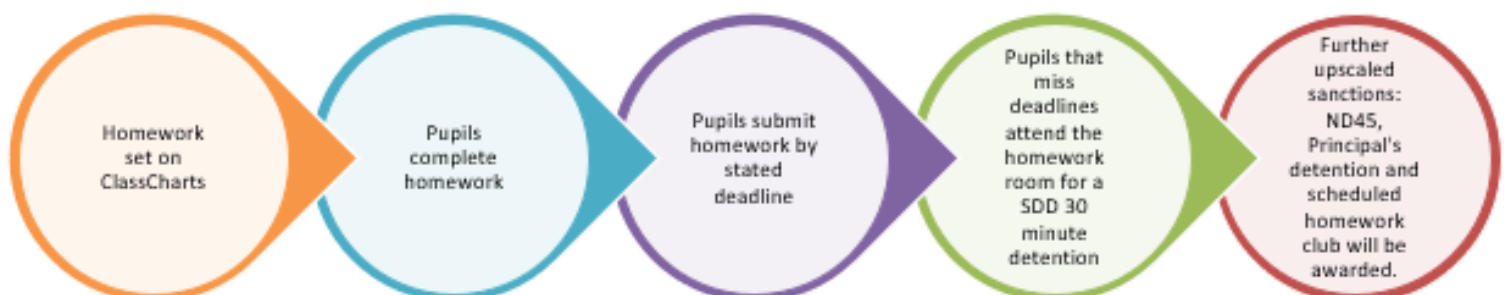 Homework
set on
ClassCharts
Pupils
complete
homework
Pupils submit
homework by
stated
deadline
Pupils that
miss
deadlines
attend the
homework
room for a
SDD 30
minute
detention
Further
upscaled
sanctions:
ND45,
Principal's
detention and
scheduled
homework
club will be
awarded.